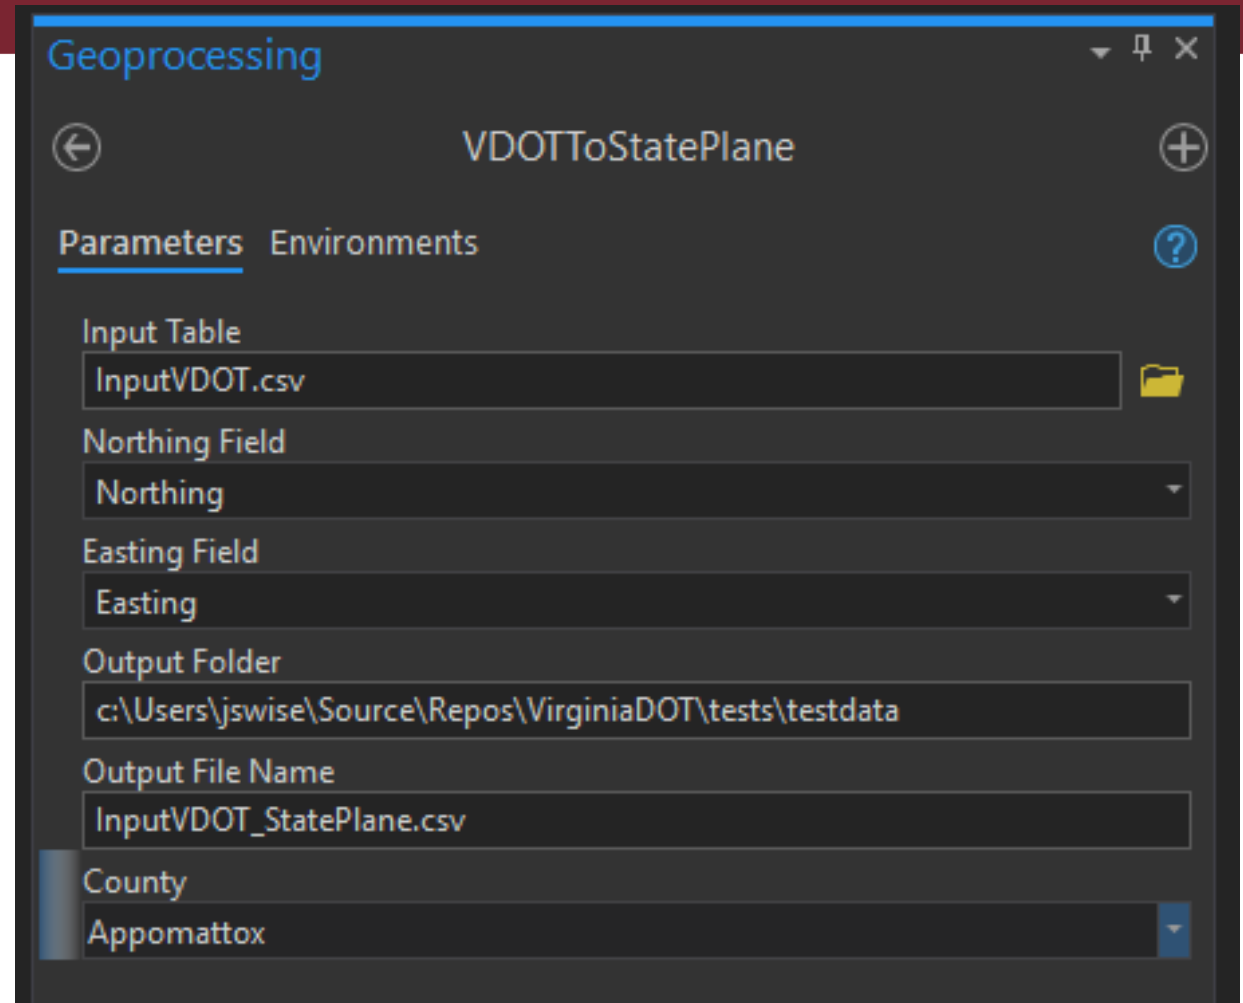 Geoprocessing
VDOTToStatePlane
Parameters Environments
Input Table
InputVDOT.csv
Northing Field
Northing
Easting Field
Easting
Output Folder
c:\Users\jswise\Source\Repos\VirginiaDOT\tests\testdata
Output File Name
InputVDOT_StatePlane.csv
County
Appomattox